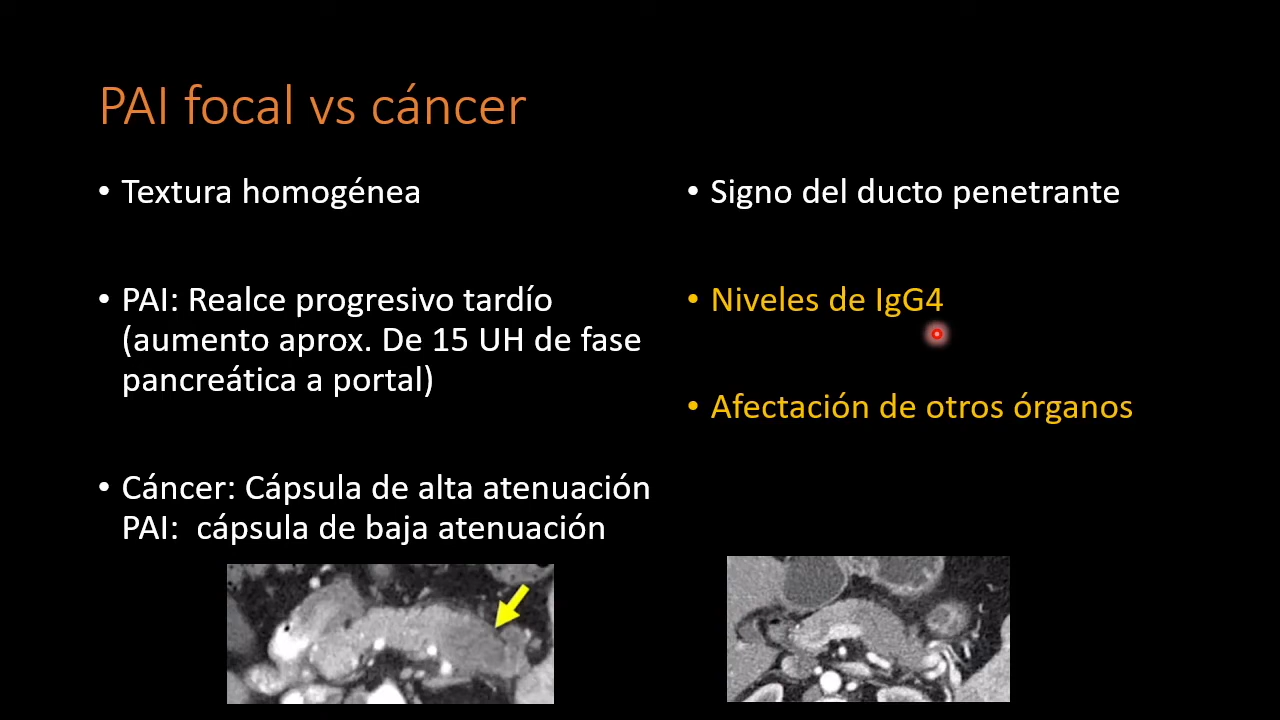 PAI focal vs cáncer
• Textura homogénea
• PAI: Realce progresivo tardío
(aumento aprox. De 15 UH de fase
pancreática a portal)
• Cáncer: Cápsula de alta atenuación
PAI:  cápsula de baja atenuación
• Signo del ducto penetrante
• Niveles de IgG4
• Afectación de otros órganos